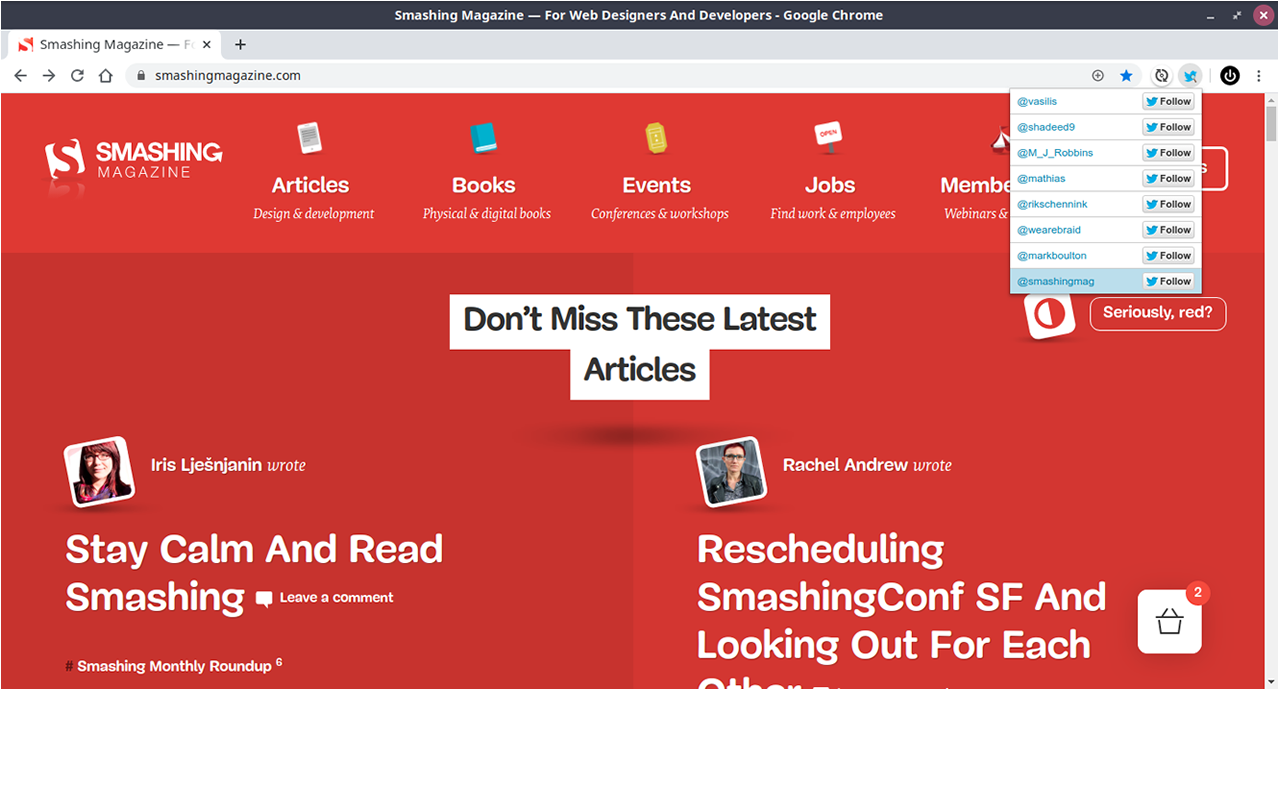 Smashing Magazine — For Web Designers And Developers - Google Chrome
Smashing Magazine — Fo
smashingmagazine.com
@vasilis Follow
@shadeed9 Follow
@M_J_Robbins Follow
@mathias Follow
@rikschennink Follow
@wearebraid Follow
@markboulton Follow
@smashingmag Follow
SMASHING
MAGAZINE
Articles
Design & development
Books
Physical & digital books
Events
Conferences & workshops
OPEN
Jobs
Find work & employees
Membe
Webinars &
s
Don’t Miss These Latest
Articles
Seriously, red?
Iris Lješnjanin wrote
Stay Calm And Read
Smashing Leave a comment
# Smashing Monthly Roundup 6
Rachel Andrew wrote
Rescheduling
SmashingConf SF And
Looking Out For Each
Other
2